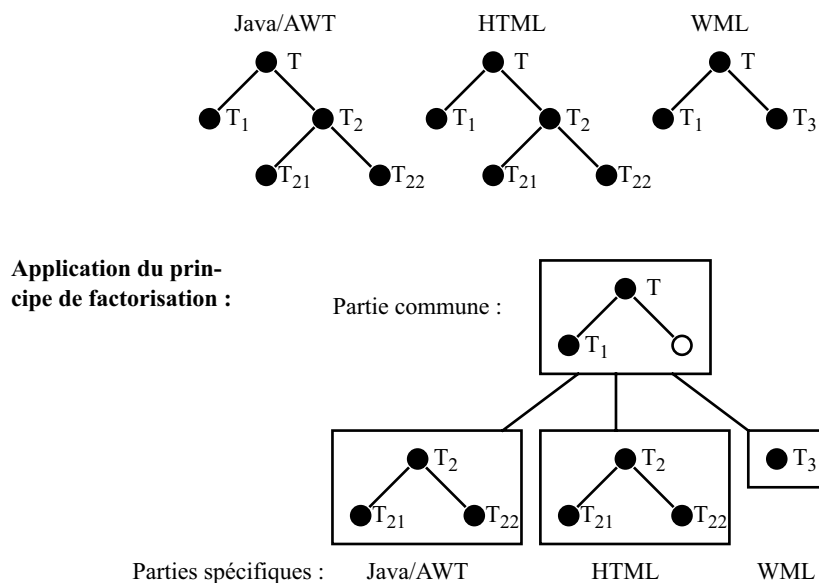 Java/AWT HTML WML
T T T
T1 T2 T1 T2 T1 T3
T21 T22 T21 T22
Application du prin-
cipe de factorisation :
Partie commune :
T
T1
T2 T2 T3
T21 T22 T21 T22
Parties spécifiques : Java/AWT HTML WML